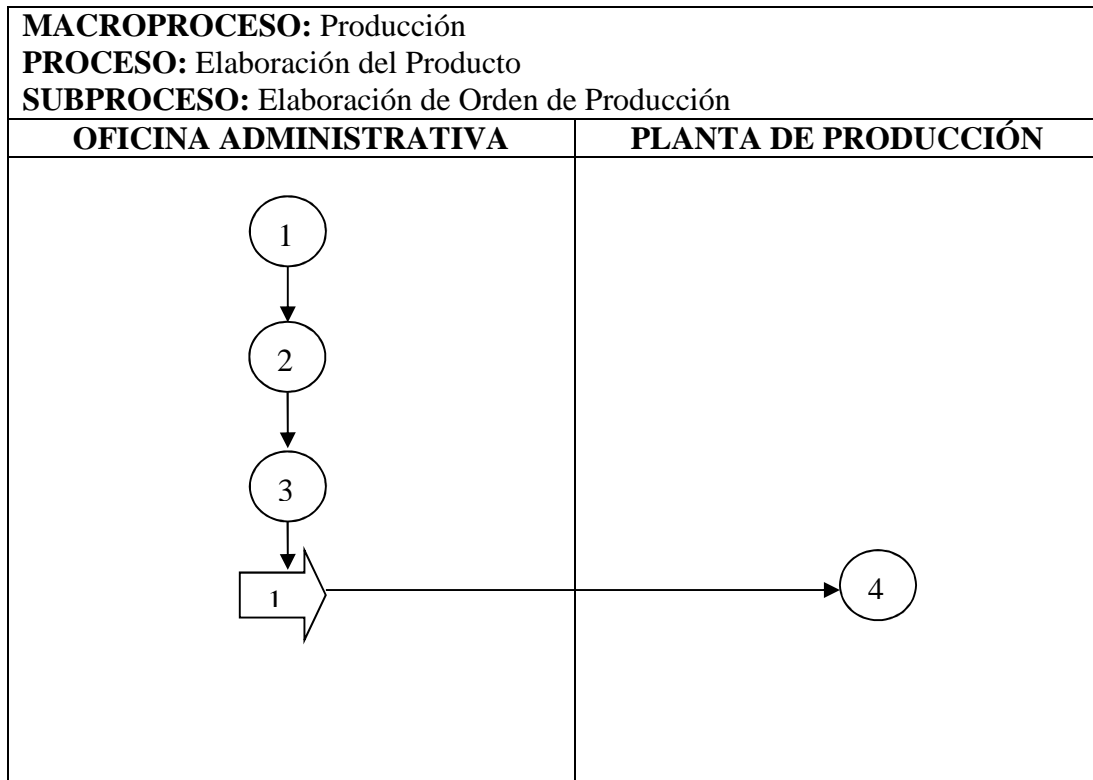 MACROPROCESO: Producción
PROCESO: Elaboración del Producto
SUBPROCESO: Elaboración de Orden de Producción
OFICINA ADMINISTRATIVA
PLANTA DE PRODUCCIÓN
1
2
3
1
4